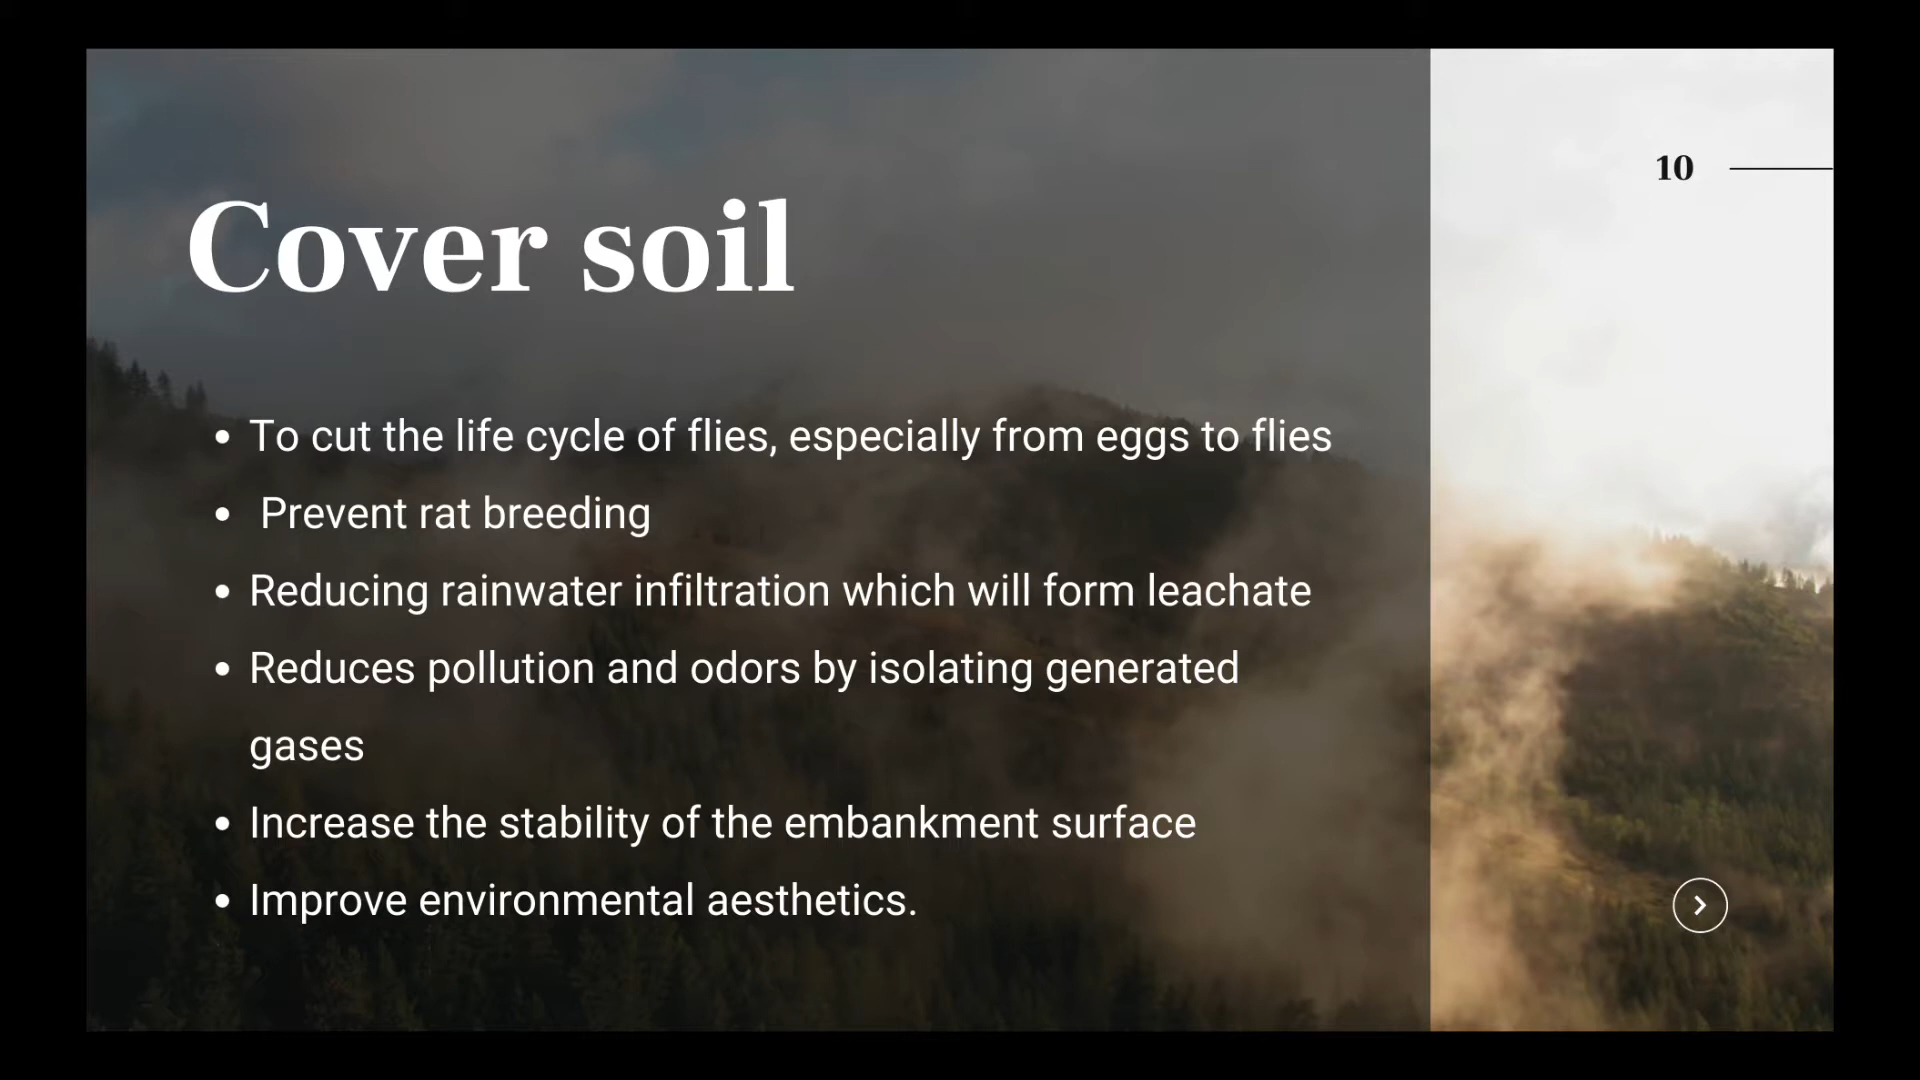 10
Cover soil
• To cut the life cycle of flies, especially from eggs to flies
• Prevent rat breeding
• Reducing rainwater infiltration which will form leachate
• Reduces pollution and odors by isolating generated
gases
• Increase the stability of the embankment surface
• Improve environmental aesthetics.